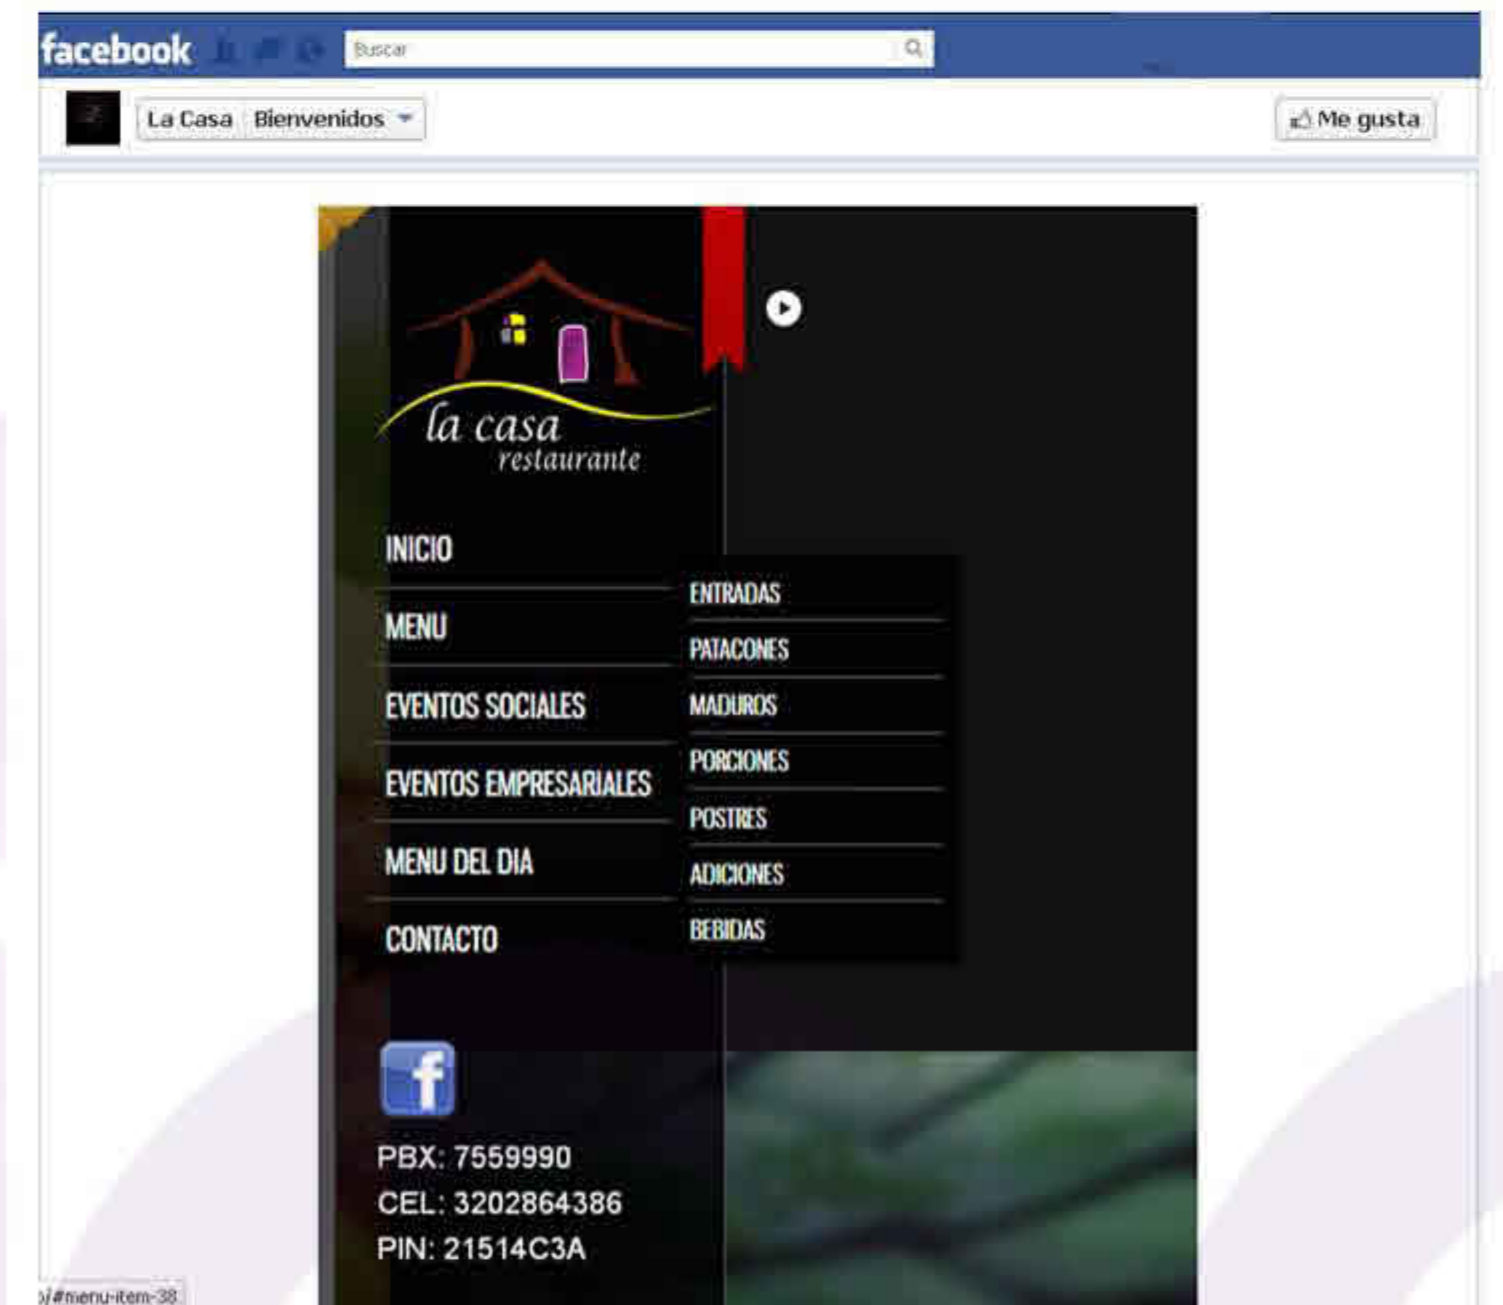 facebook
Buscar
La Casa Bienvenidos
Me gusta
la casa
restaurante
INICIO
MENU
EVENTOS SOCIALES
EVENTOS EMPRESARIALES
MENU DEL DIA
CONTACTO
ENTRADAS
PATACONES
MADUROS
PORCIONES
POSTRES
ADICIONES
BEBIDAS
f
PBX: 7559990
CEL: 3202864386
PIN: 21514C3A
/#menu-item-38